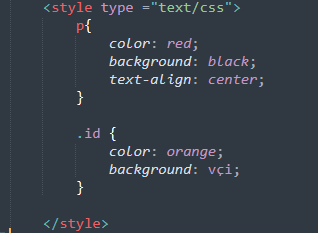 <style type ="text/css">
p{
color: red;
background: black;
text-align: center;
}
.id {
color: orange;
background: vçi;
}
</style>